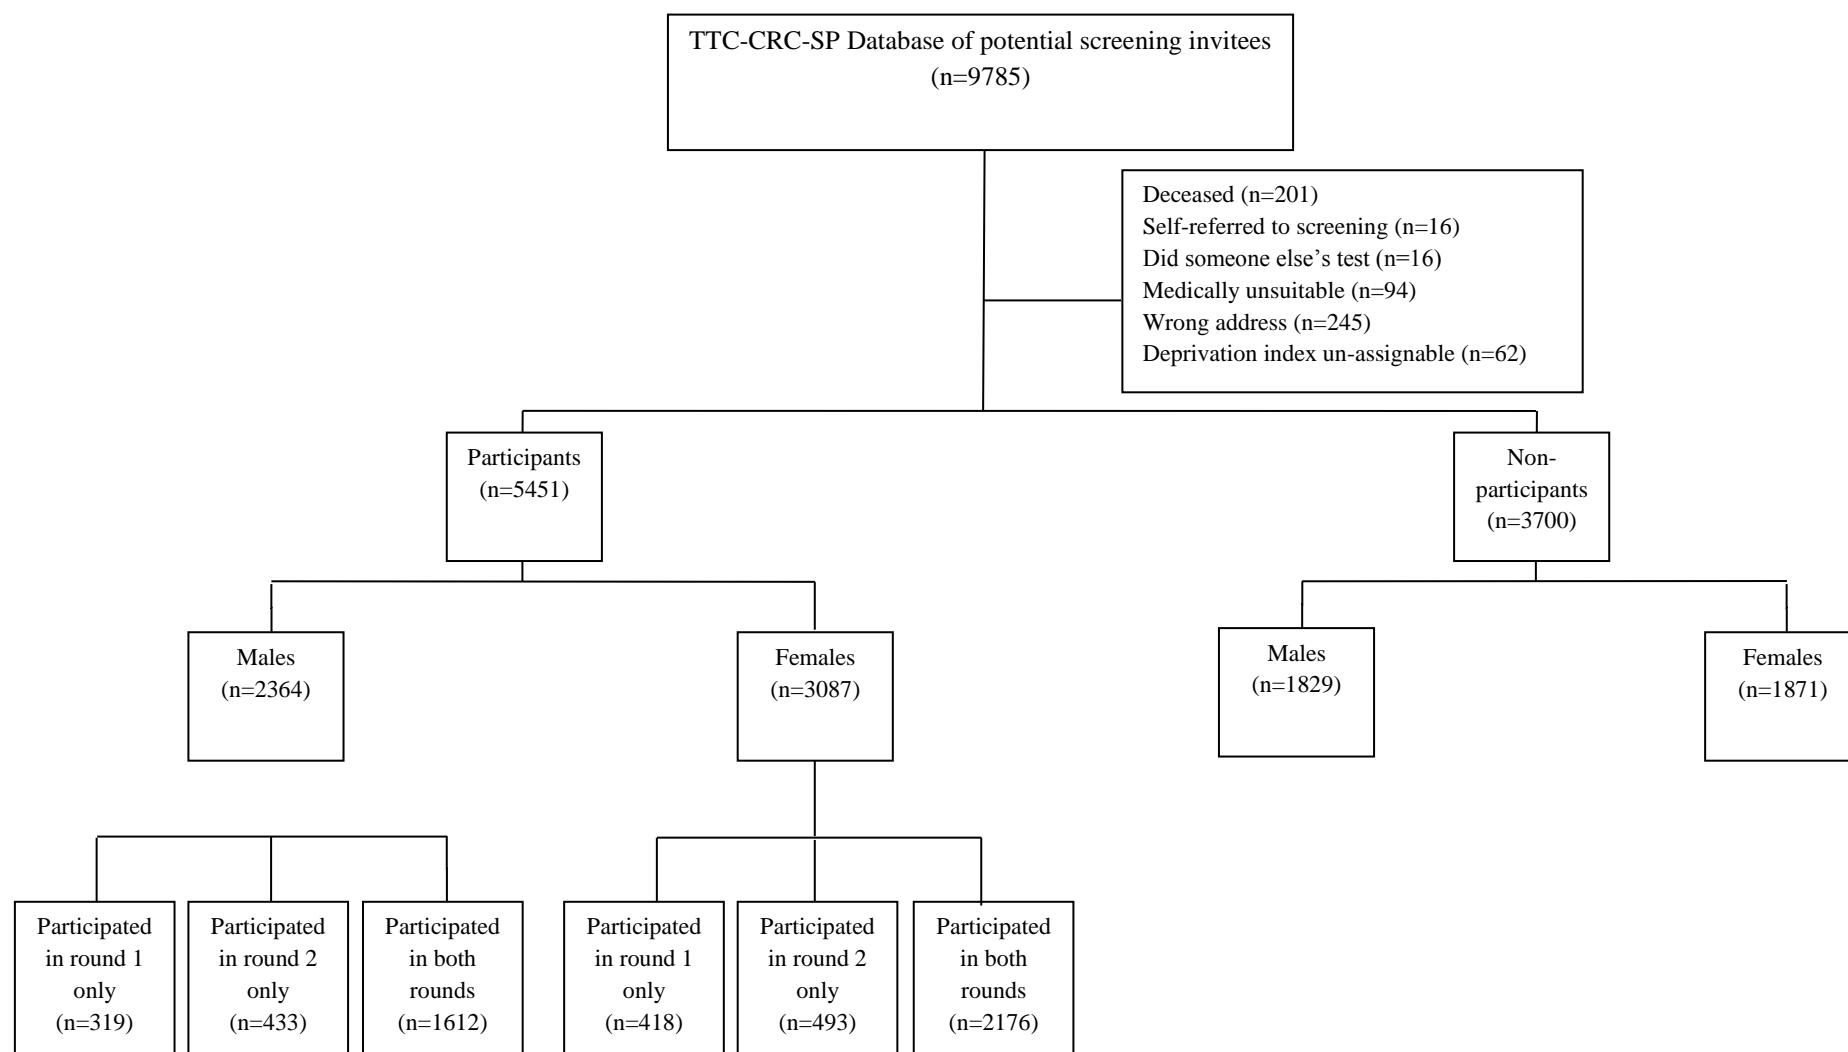 TTC-CRC-SP Database of potential screening invitees
(n=9785)
Deceased (n=201)
Self-referred to screening (n=16)
Did someone else’s test (n=16)
Medically unsuitable (n=94)
Wrong address (n=245)
Deprivation index un-assignable (n=62)
Participants
(n=5451)
Non-
participants
(n=3700)
Males
(n=2364)
Females
(n=3087)
Males
(n=1829)
Females
(n=1871)
Participated
in round 1
only
(n=319)
Participated
in round 2
only
(n=433)
Participated
in both
rounds
(n=1612)
Participated
in round 1
only
(n=418)
Participated
in round 2
only
(n=493)
Participated
in both
rounds
(n=2176)